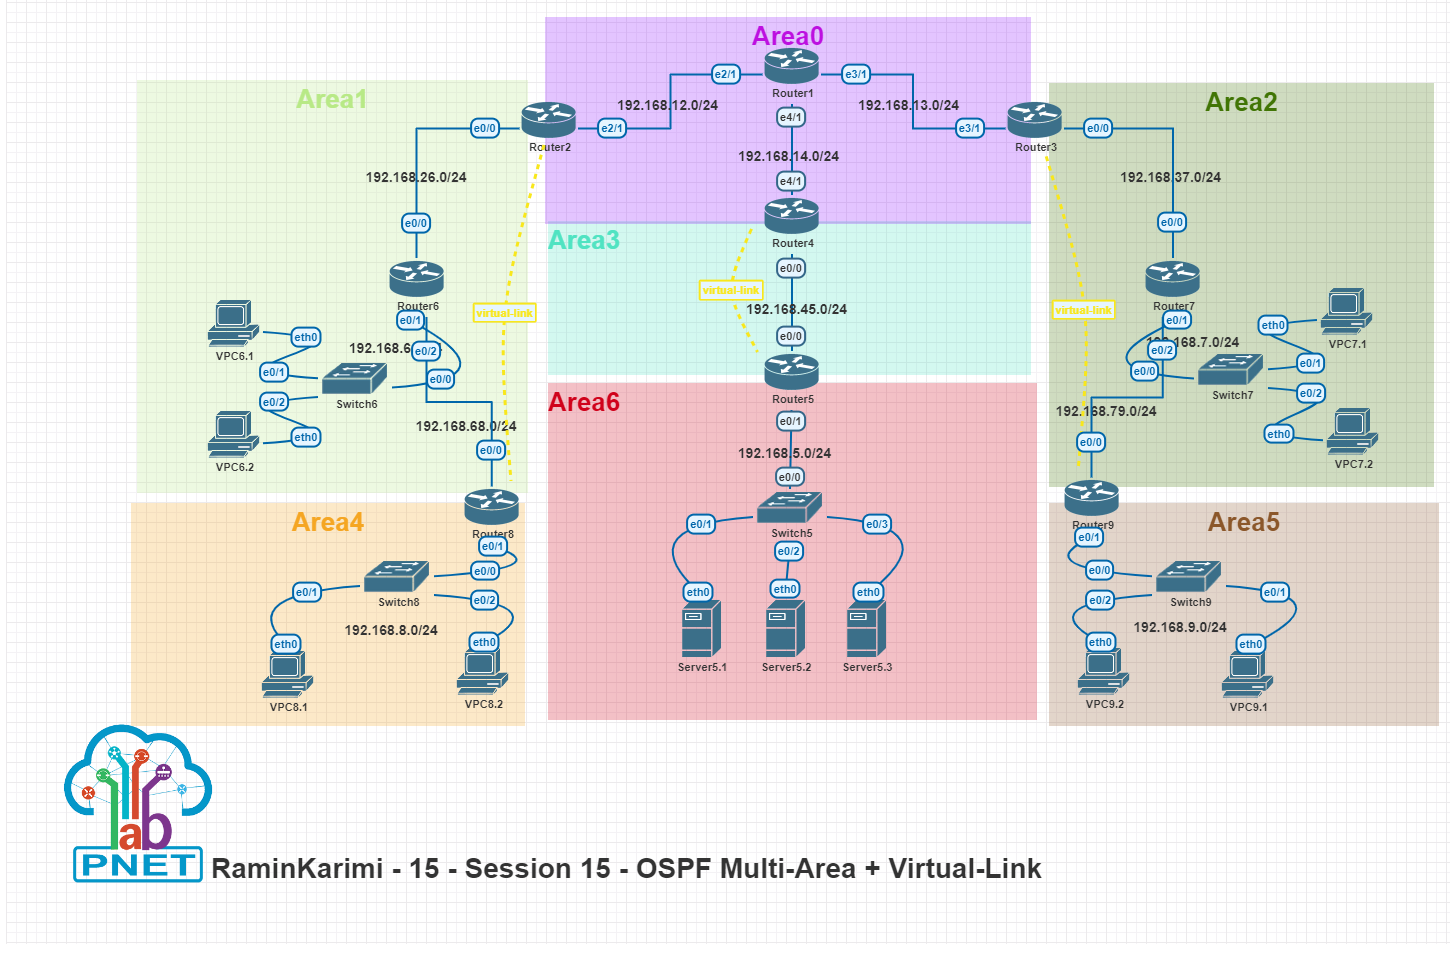 Area0
Router1
e2/1
e3/1
192.168.12.0/24
192.168.13.0/24
e4/1
Area1
Area2
Router2
e0/0
e2/1
Router3
e3/1
e0/0
192.168.14.0/24
192.168.26.0/24
192.168.37.0/24
e4/1
e0/0
e0/0
Router4
Area3
e0/0
virtual-link
192.168.45.0/24
e0/0
Router5
Router6
e0/1
virtual-link
e0/2
192.168.6
VPC6.1
eth0
e0/1
e0/0
Switch6
e0/2
eth0
VPC6.2
192.168.68.0/24
e0/0
Router7
virtual-link
e0/1
e0/2
.168.7.0/24
e0/0
Switch7
eth0
VPC7.1
e0/1
e0/2
eth0
VPC7.2
192.168.79.0/24
e0/0
Area6
e0/1
192.168.5.0/24
e0/0
Switch5
e0/1
e0/2
e0/3
eth0
eth0
eth0
Server5.1
Server5.2
Server5.3
Area4
Router8
e0/1
e0/0
Switch8
e0/1
e0/2
192.168.8.0/24
eth0
eth0
VPC8.1
VPC8.2
Router9
Area5
e0/1
e0/0
Switch9
e0/2
e0/1
192.168.9.0/24
eth0
eth0
VPC9.2
VPC9.1
lab
PNET
RaminKarimi - 15 - Session 15 - OSPF Multi-Area + Virtual-Link